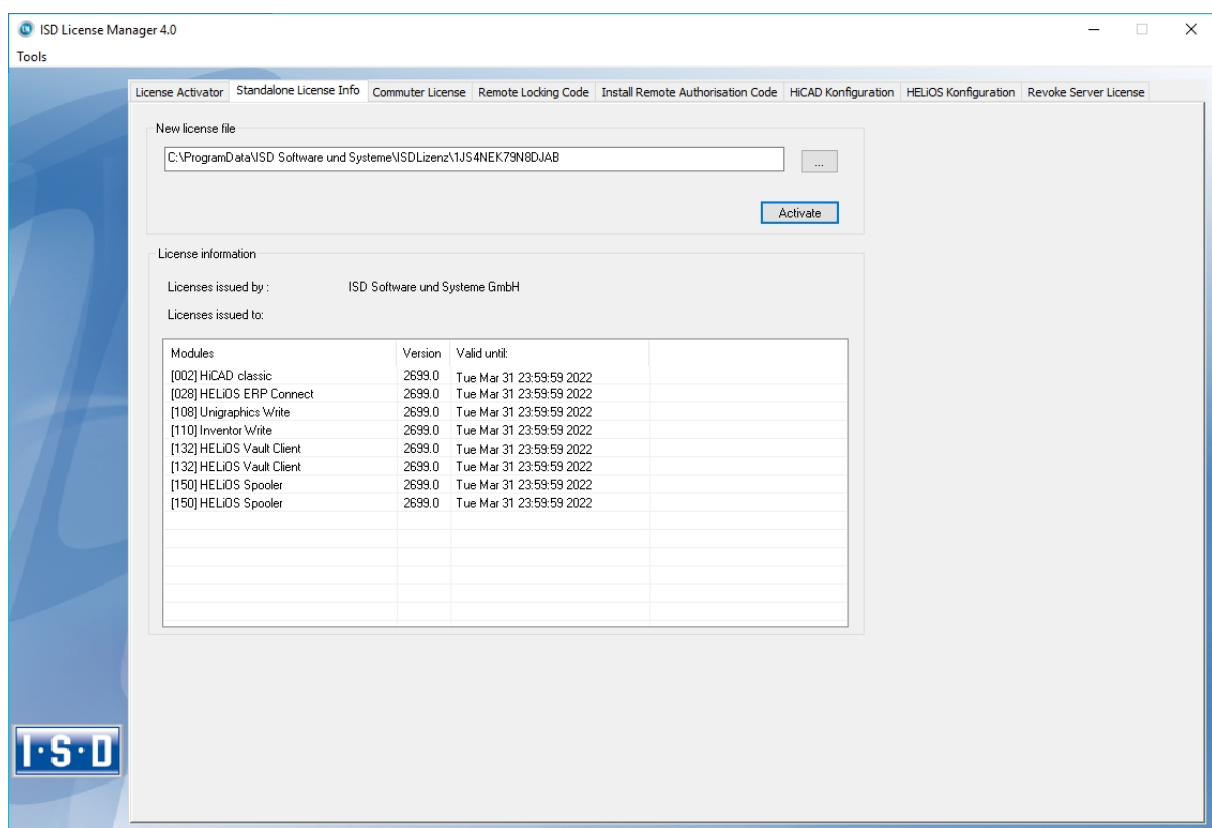 ISD License Manager 4.0
Tools
License Activator Standalone License Info Commuter License Remote Locking Code Install Remote Authorisation Code HiCAD Konfiguration HELiOS Konfiguration Revoke Server License
New license file
C:\ProgramData\ISD Software und Systeme\ISDLizenz\1JS4NEK79N8DJAB
...
Activate
License information
Licenses issued by : ISD Software und Systeme GmbH
Licenses issued to:
Modules Version Valid until:
[002] HiCAD classic 2699.0 Tue Mar 31 23:59:59 2022
[028] HELiOS ERP Connect 2699.0 Tue Mar 31 23:59:59 2022
[108] Unigraphics Write 2699.0 Tue Mar 31 23:59:59 2022
[110] Inventor Write 2699.0 Tue Mar 31 23:59:59 2022
[132] HELiOS Vault Client 2699.0 Tue Mar 31 23:59:59 2022
[132] HELiOS Vault Client 2699.0 Tue Mar 31 23:59:59 2022
[150] HELiOS Spooler 2699.0 Tue Mar 31 23:59:59 2022
[150] HELiOS Spooler 2699.0 Tue Mar 31 23:59:59 2022
I·S·D